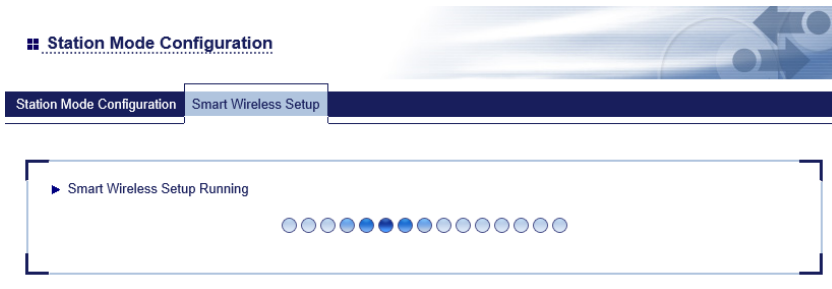 Station Mode Configuration
Station Mode Configuration Smart Wireless Setup
Smart Wireless Setup Running